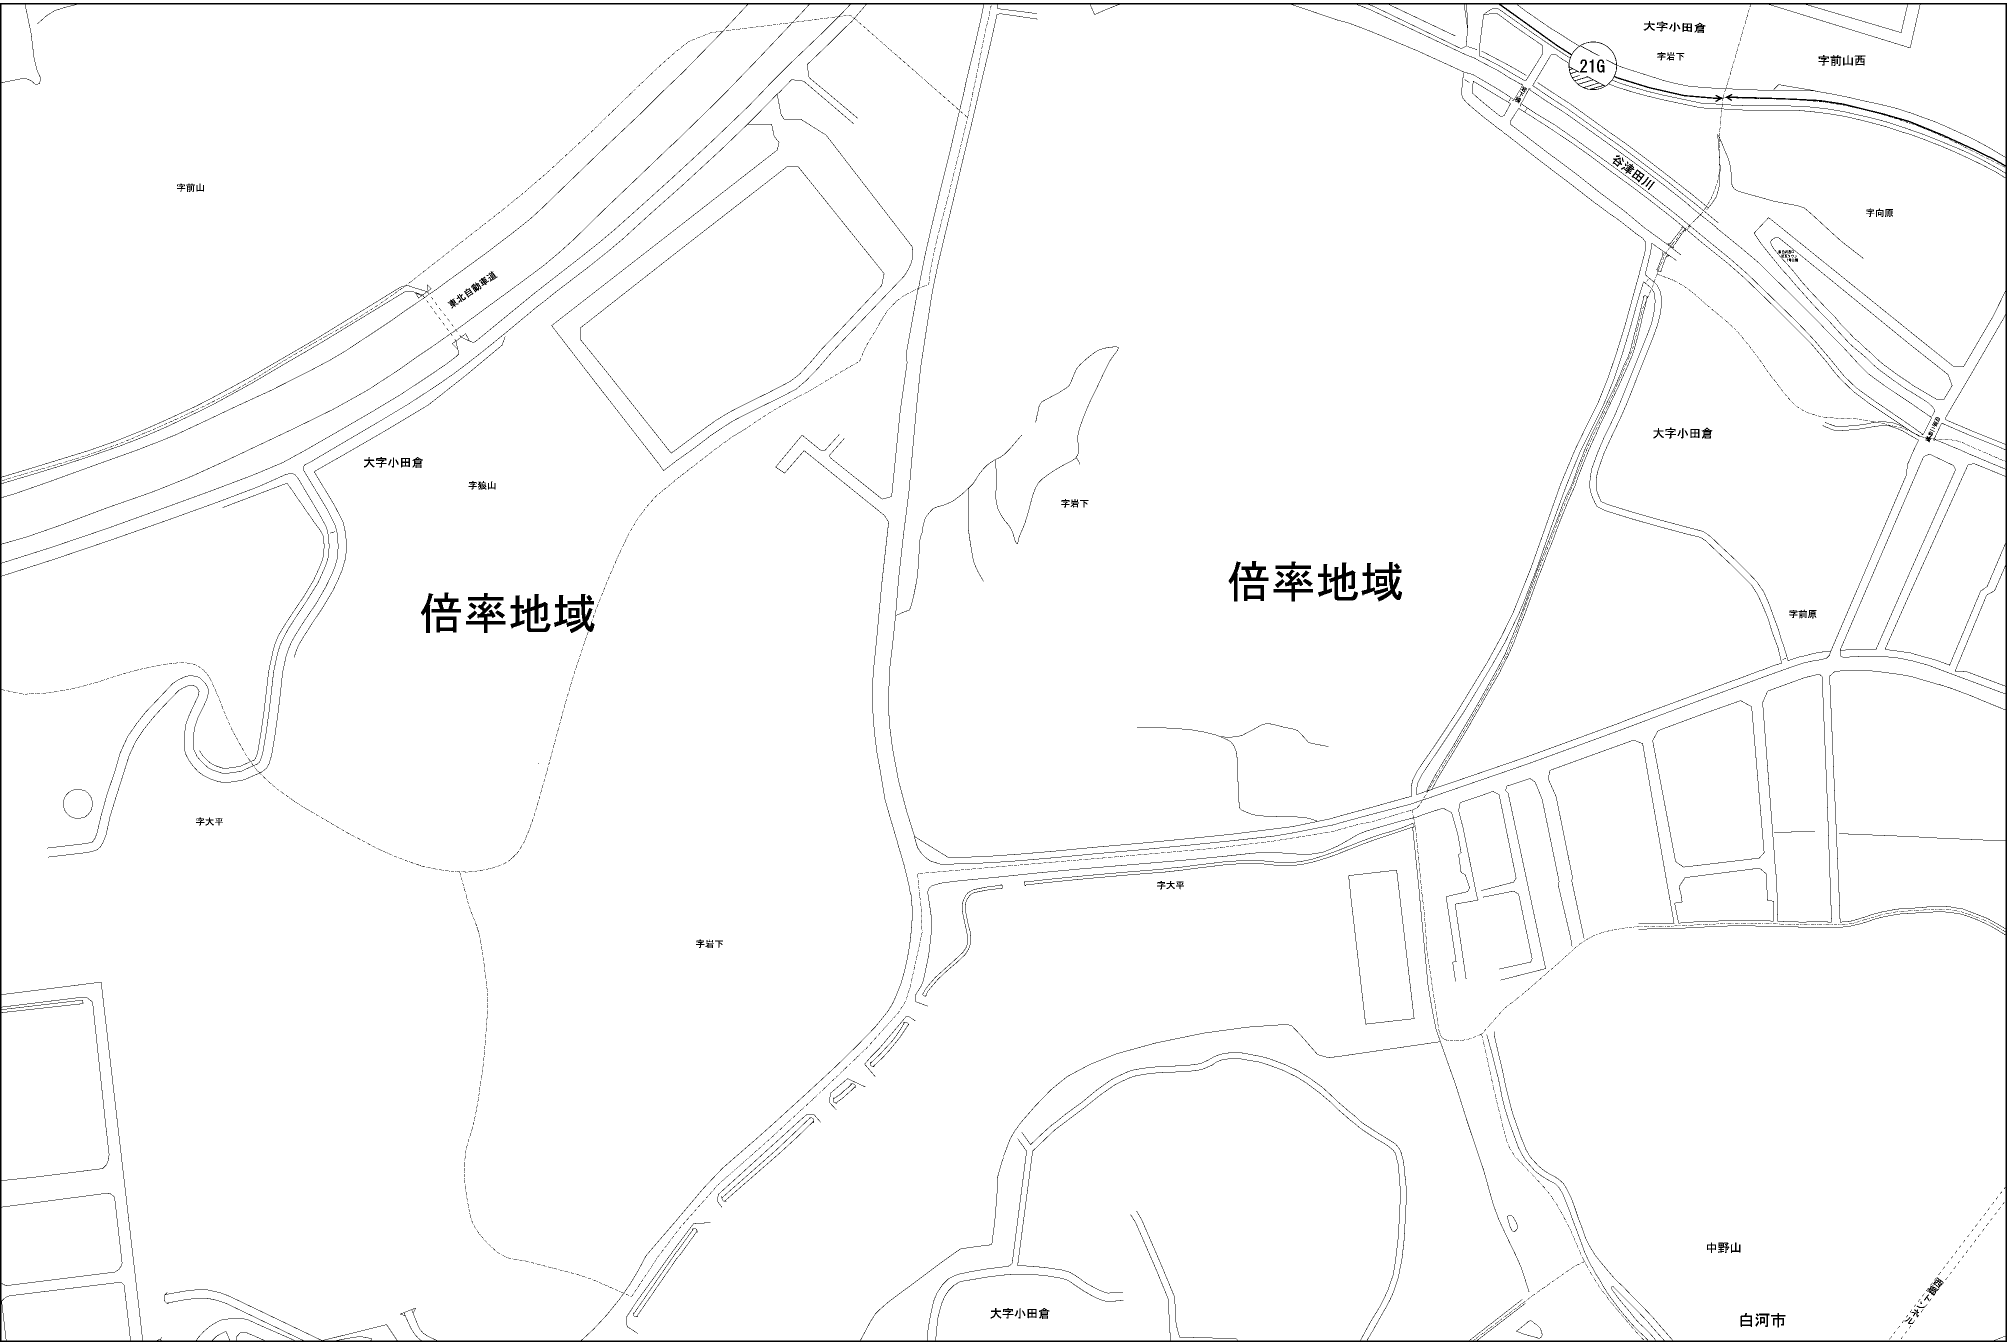 大字小田倉
字岩下
字前山西
21G
谷津田川
字前山
字向原
東北自動車道
大字小田倉
大字小田倉
字狼山
字岩下
倍率地域
倍率地域
字前原
字大平
字大平
字岩下
中野山
大字小田倉
白河市